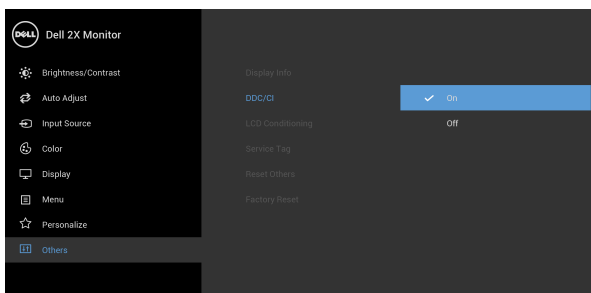 DELL
Dell 2X Monitor
Brightness/Contrast
Auto Adjust
Input Source
Color
Display
Menu
Personalize
Others
Display Info
DDC/CI
LCD Conditioning
Service Tag
Reset Others
Factory Reset
On
Off